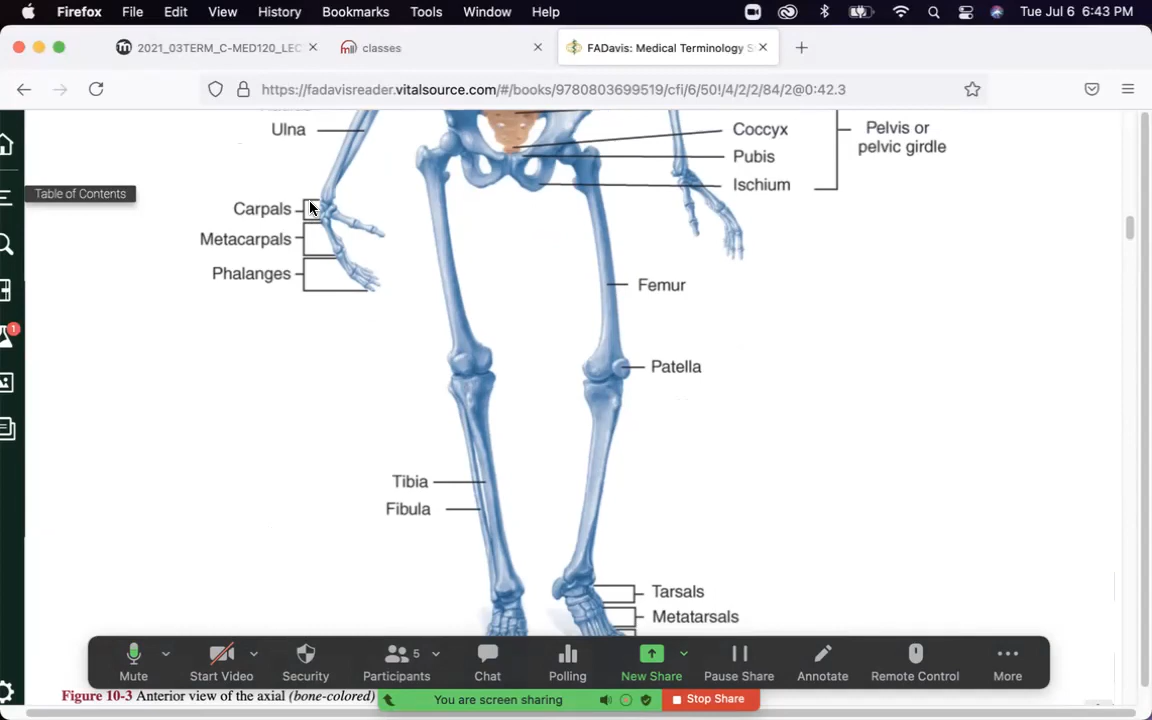 Firefox File Edit View History Bookmarks Tools Window Help Tue Jul 6 6:43 PM
2021_03TERM_C-MED120_LEC classes FADavis: Medical Terminology S
https://fadavisreader.vitalsource.com/#/books/9780803699519/cfi/6/50!/4/2/2/84/2@0:42.3
Ulna
Coccyx
Pubis
Ischium
Pelvis or
pelvic girdle
Table of Contents
Carpals
Metacarpals
Phalanges
Femur
1
Patella
Tibia
Fibula
Tarsals
Metatarsals
5
Mute Start Video Security Participants Chat Polling New Share Pause Share Annotate Remote Control More
Figure 10-3 Anterior view of the axial (bone-colored)
You are screen sharing Stop Share